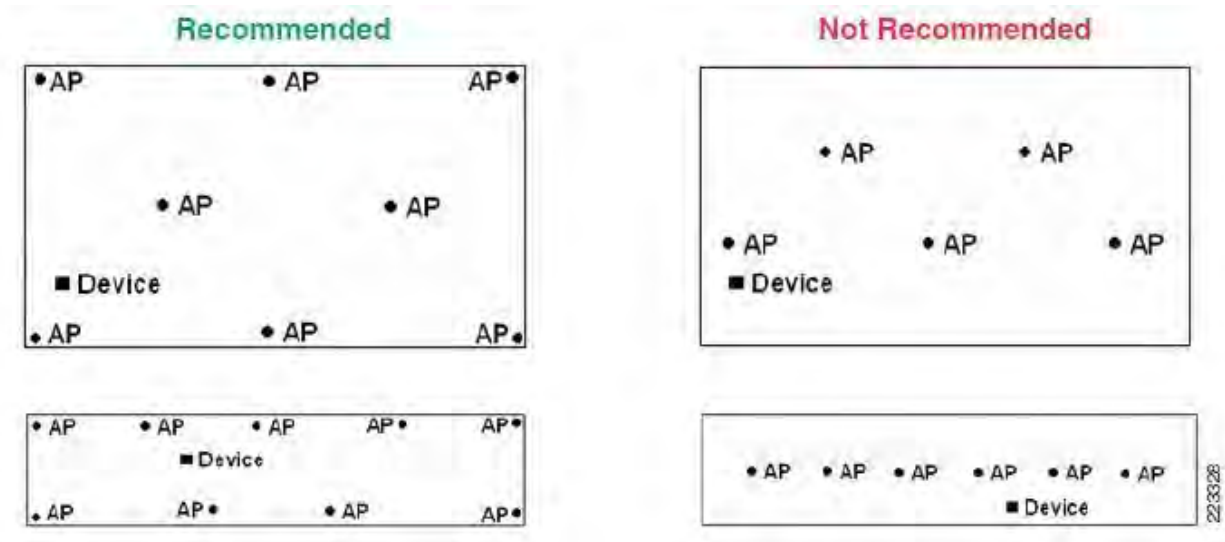 Recommended
Not Recommended
AP AP AP
AP AP
AP AP
AP AP AP
Device
Device
AP AP AP
AP AP AP AP AP
Device
AP AP AP AP
AP AP AP AP AP AP
Device
223328